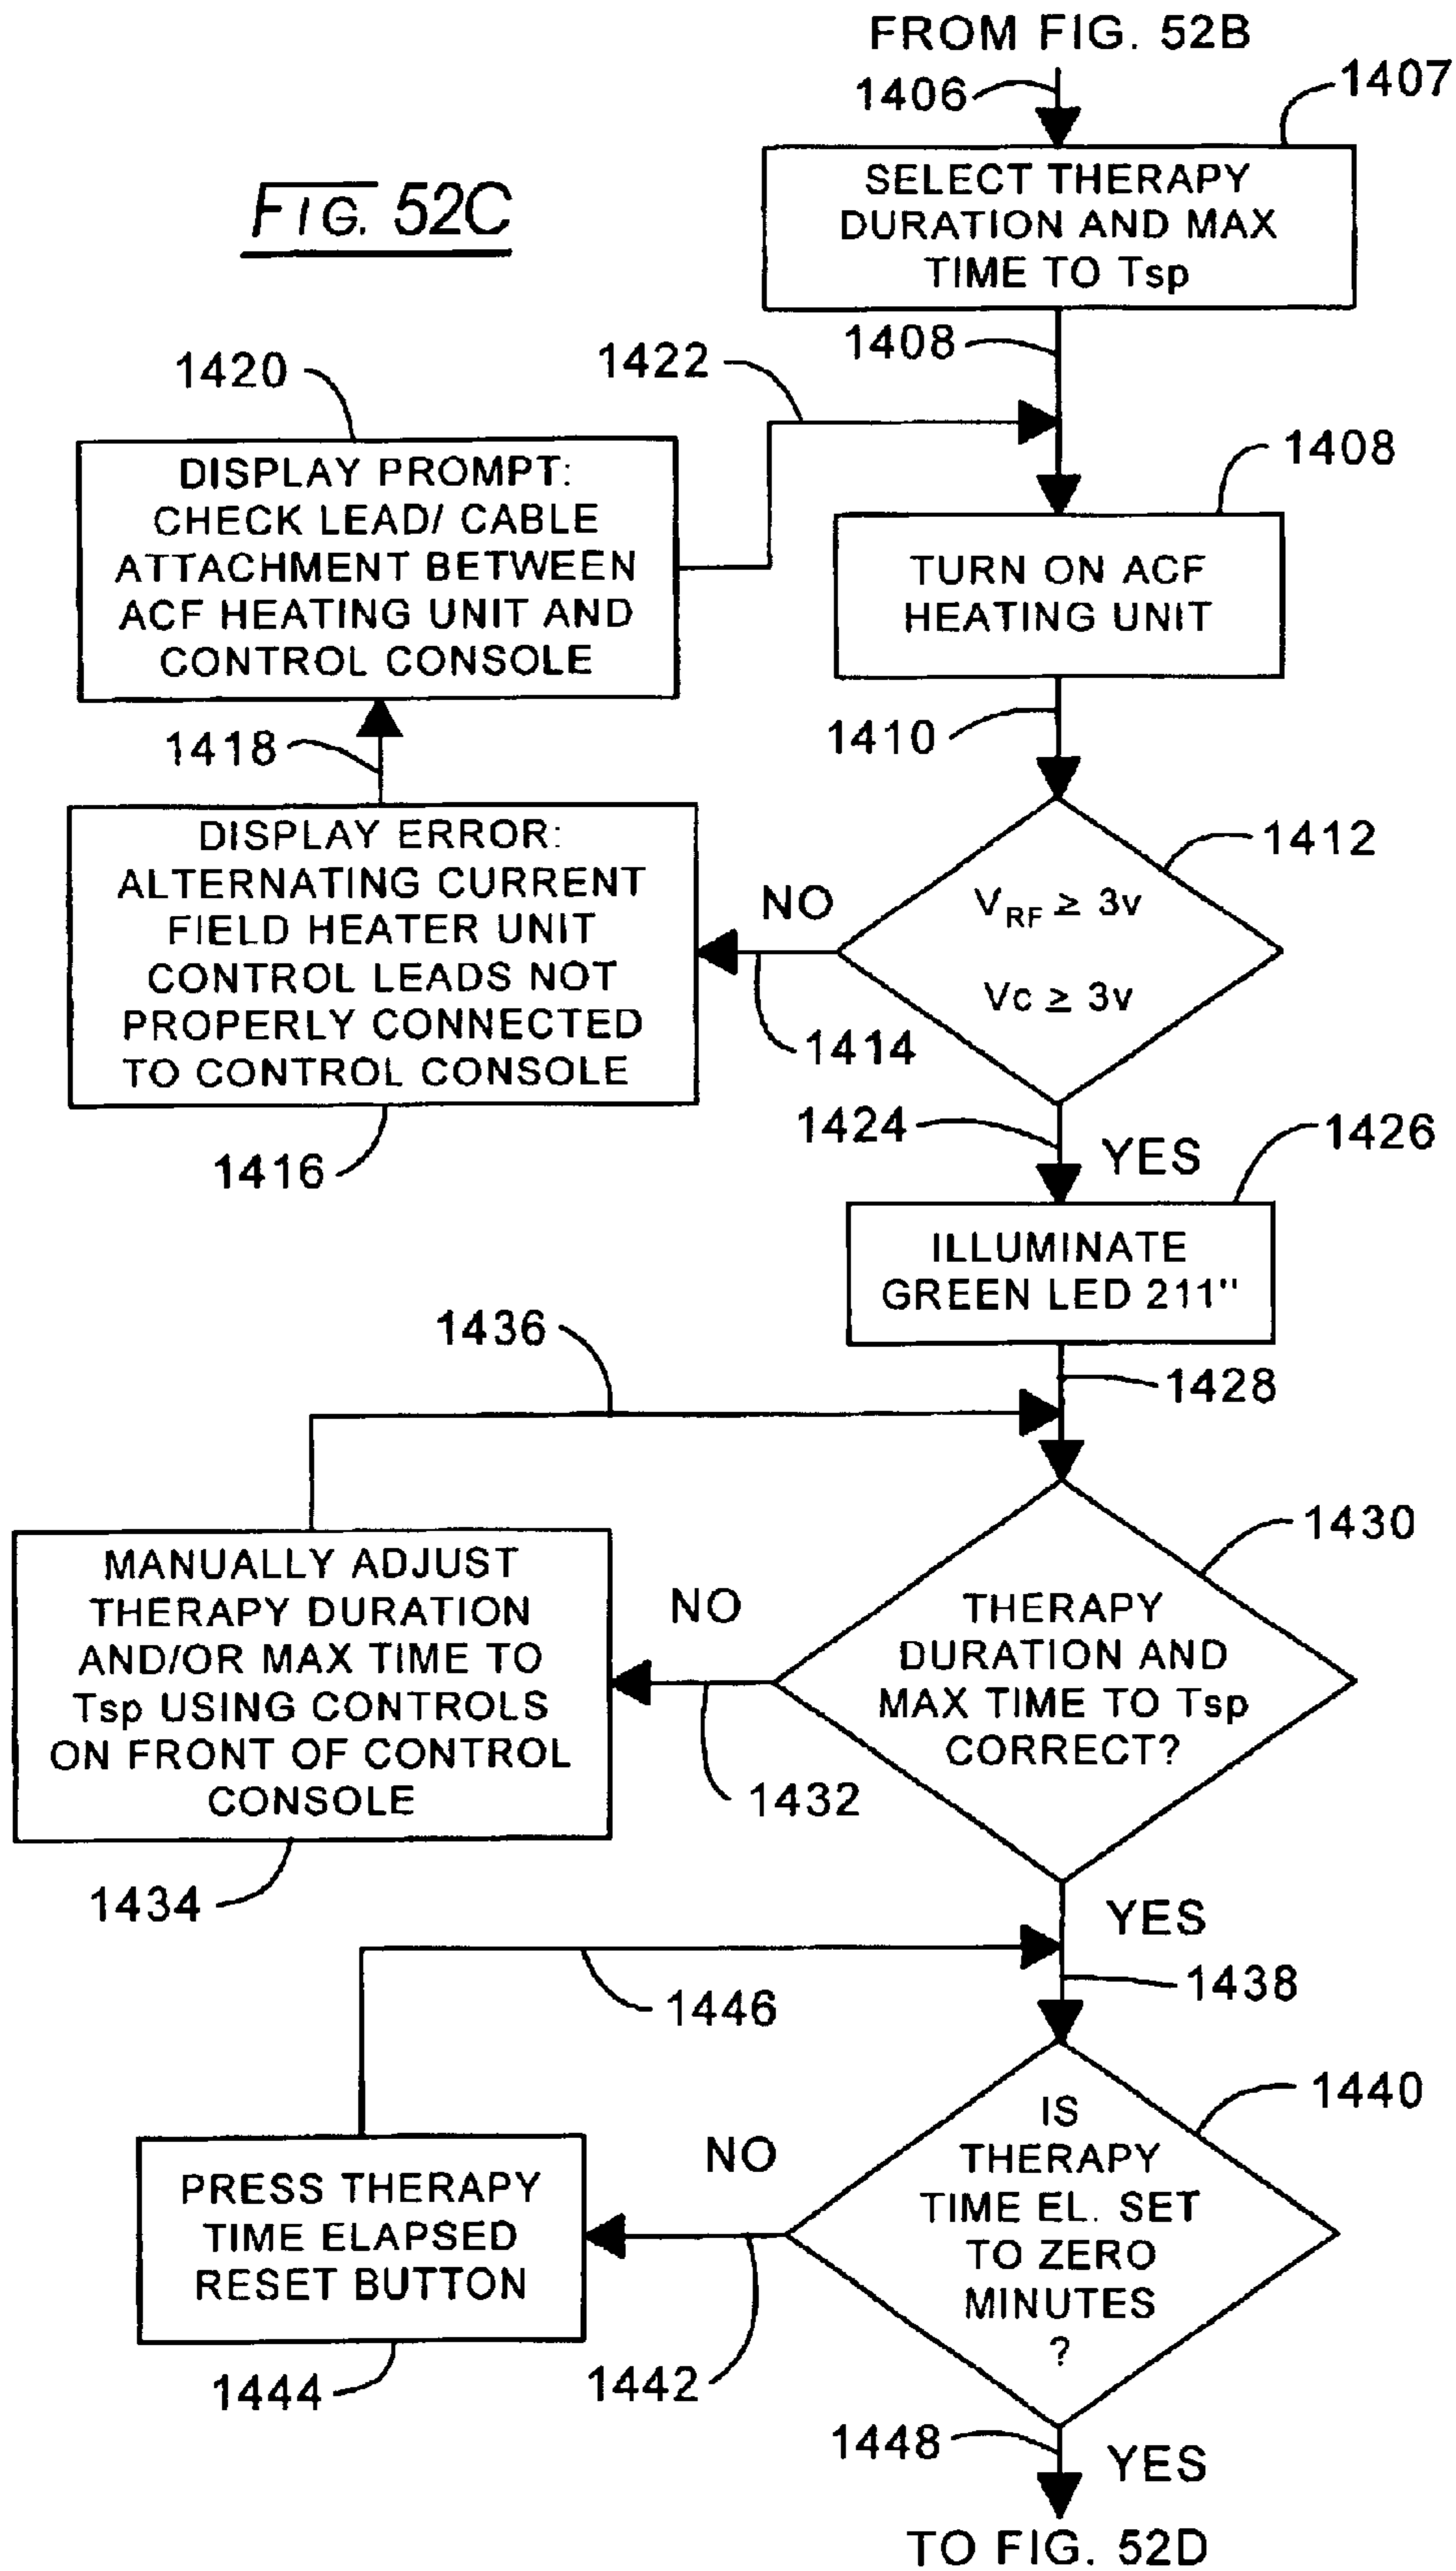 FROM FIG. 52B
1406
1407
FIG. 52C
SELECT THERAPY
DURATION AND MAX
TIME TO Tsp
1408
1422
1420
DISPLAY PROMPT:
CHECK LEAD/ CABLE
ATTACHMENT BETWEEN
ACF HEATING UNIT AND
CONTROL CONSOLE
1408
TURN ON ACF
HEATING UNIT
1410
1418
DISPLAY ERROR:
ALTERNATING CURRENT
FIELD HEATER UNIT
CONTROL LEADS NOT
PROPERLY CONNECTED
TO CONTROL CONSOLE
1416
NO
1414
1412
VRF ≥ 3v
Vc ≥ 3v
1424
YES
1426
ILLUMINATE
GREEN LED 211"
1428
1436
1430
MANUALLY ADJUST
THERAPY DURATION
AND/OR MAX TIME TO
Tsp USING CONTROLS
ON FRONT OF CONTROL
CONSOLE
1434
NO
1432
THERAPY
DURATION AND
MAX TIME TO Tsp
CORRECT?
YES
1438
1446
1440
PRESS THERAPY
TIME ELAPSED
RESET BUTTON
1444
NO
1442
IS
THERAPY
TIME EL. SET
TO ZERO
MINUTES
?
1448
YES
TO FIG. 52D